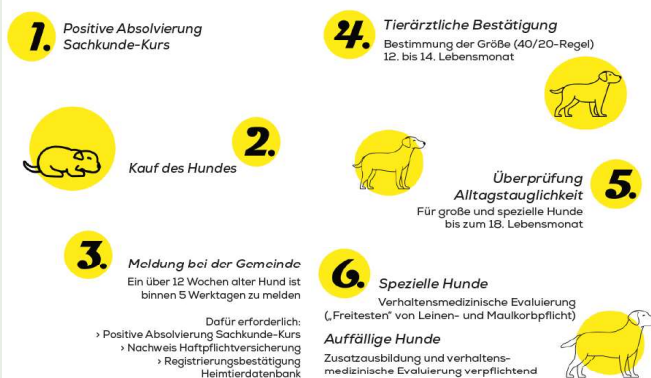 1.
Positive Absolvierung
Sachkunde-Kurs
2.
Kauf des Hundes
3.
Meldung bei der Gemeinde
Ein über 12 Wochen alter Hund ist
binnen 5 Werktagen zu melden
Dafür erforderlich:
› Positive Absolvierung Sachkunde-Kurs
› Nachweis Haftpflichtversicherung
› Registrierungsbestätigung
Heimtierdatenbank
4.
Tierärztliche Bestätigung
Bestimmung der Größe (40/20-Regel)
12. bis 14. Lebensmonat
5.
Überprüfung
Alltagstauglichkeit
Für große und spezielle Hunde
bis zum 18. Lebensmonat
6.
Spezielle Hunde
Verhaltensmedizinische Evaluierung
(„Freitesten“ von Leinen- und Maulkorbpflicht)
Auffällige Hunde
Zusatzausbildung und verhaltens-
medizinische Evaluierung verpflichtend